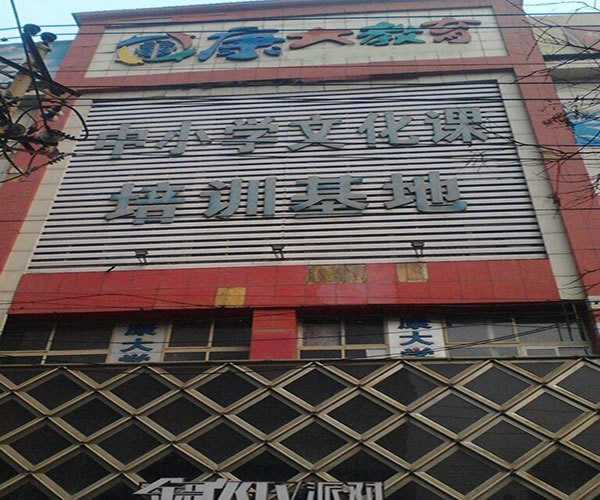 康大教育
中小学文化课
培训基地
康大学
康大学
派对